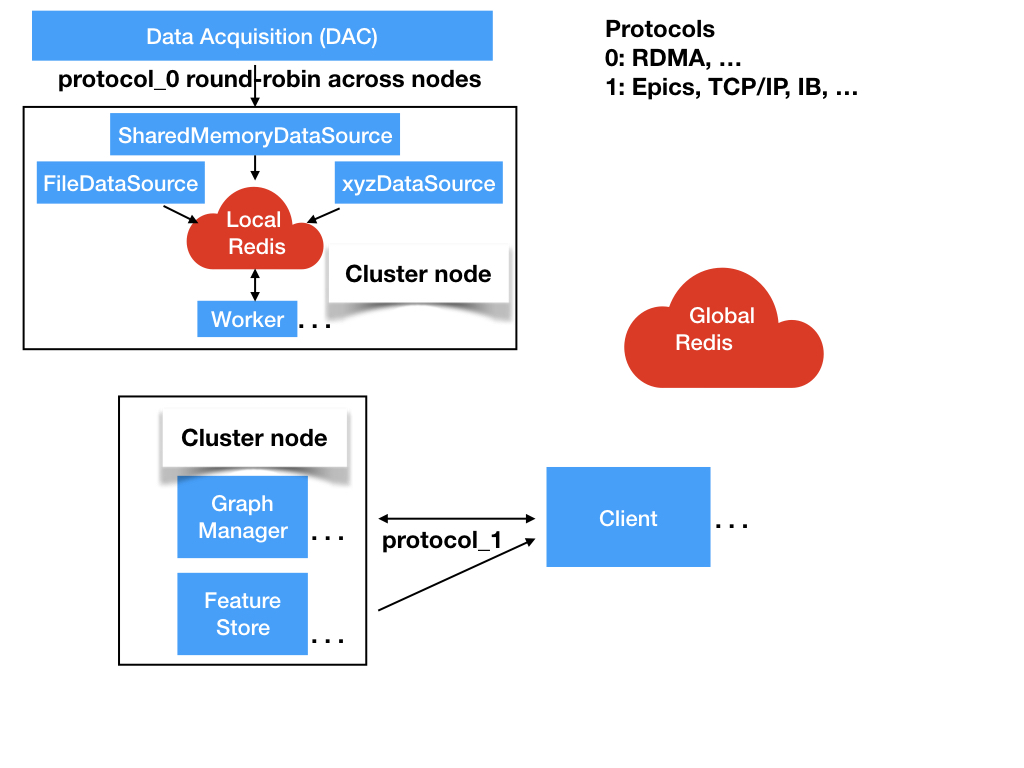 Data Acquisition (DAC)
protocol_0 round-robin across nodes
Protocols
0: RDMA, …
1: Epics, TCP/IP, IB, …
SharedMemoryDataSource
FileDataSource
xyzDataSource
Local
Redis
Cluster node
Worker
...
Global
Redis
Cluster node
Graph
Manager
...
protocol_1
Client
...
Feature
Store
...